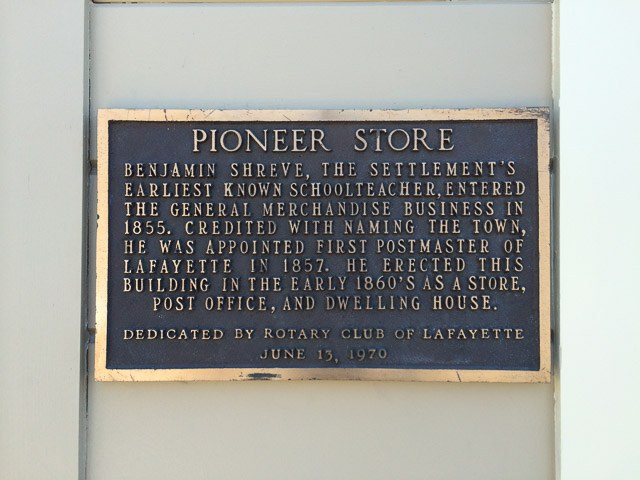 PIONEER STORE
BENJAMIN SHREVE, THE SETTLEMENT'S
EARLIEST KNOWN SCHOOLTEACHER, ENTERED
THE GENERAL MERCHANDISE BUSINESS IN
1855. CREDITED WITH NAMING THE TOWN,
HE WAS APPOINTED FIRST POSTMASTER OF
LAFAYETTE IN 1857. HE ERECTED THIS
BUILDING IN THE EARLY 1860'S AS A STORE,
POST OFFICE, AND DWELLING HOUSE.
DEDICATED BY ROTARY CLUB OF LAFAYETTE
JUNE 13, 1970